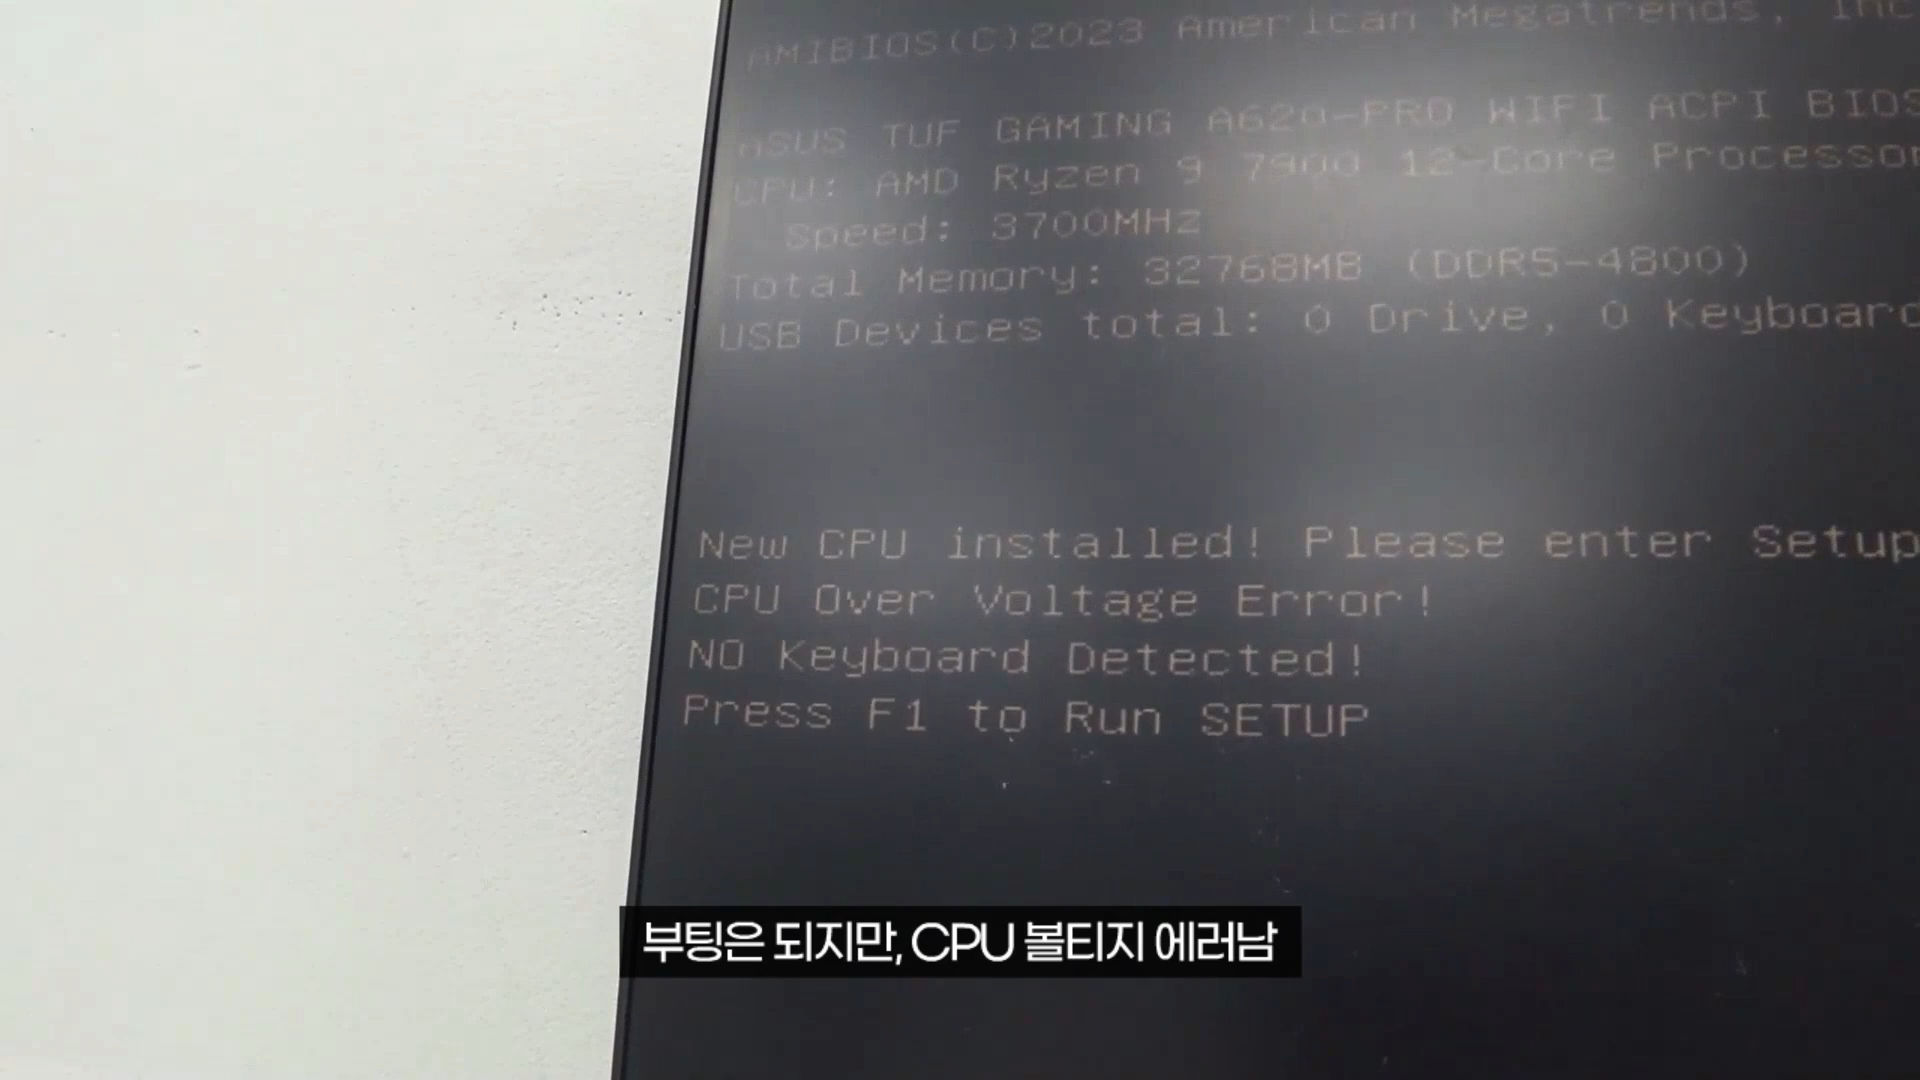 AMIBIOS(C)2023 American Megatrends, Inc
ASUS TUF GAMING A620-PRO WIFI ACPI BIOS
CPU: AMD Ryzen 9 7900 12-Core Processor
Speed: 3700MHz
Total Memory: 32768MB (DDR5-4800)
USB Devices total: 0 Drive, 0 Keyboard
New CPU installed! Please enter Setup
CPU Over Voltage Error!
NO Keyboard Detected!
Press F1 to Run SETUP
부팅은 되지만, CPU 볼티지 에러남